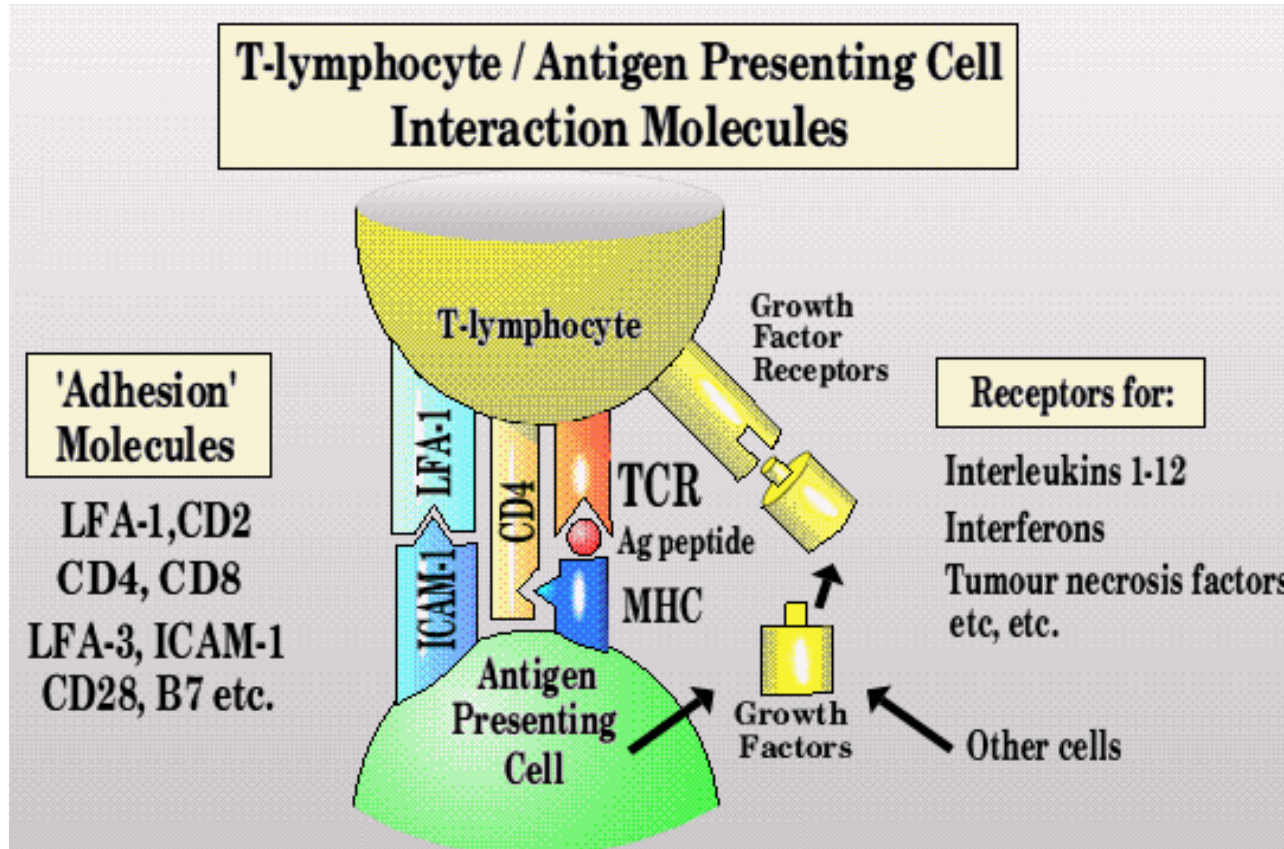 T-lymphocyte / Antigen Presenting Cell
Interaction Molecules
T-lymphocyte
Growth
Factor
Receptors
'Adhesion'
Molecules
LFA-1,CD2
CD4, CD8
LFA-3, ICAM-1
CD28, B7 etc.
LFA-1
ICAM-1
CD4
TCR
Ag peptide
MHC
Antigen
Presenting
Cell
Growth
Factors
Other cells
Receptors for:
Interleukins 1-12
Interferons
Tumour necrosis factors
etc, etc.